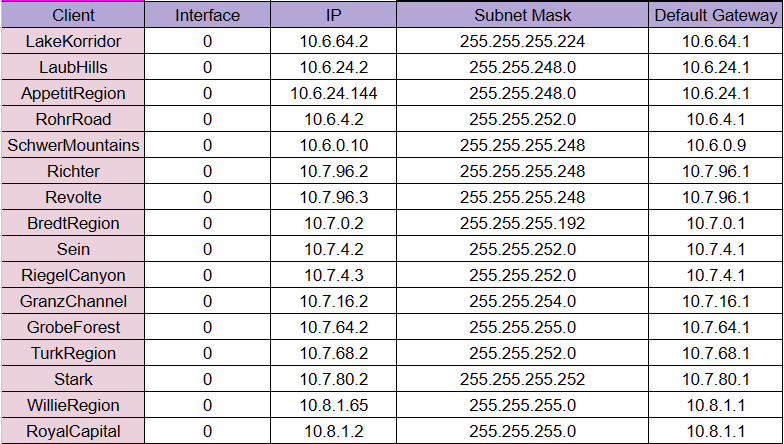 Client Interface IP Subnet Mask Default Gateway
LakeKorridor 0 10.6.64.2 255.255.255.224 10.6.64.1
LaubHills 0 10.6.24.2 255.255.248.0 10.6.24.1
AppetitRegion 0 10.6.24.144 255.255.248.0 10.6.24.1
RohrRoad 0 10.6.4.2 255.255.252.0 10.6.4.1
SchwerMountains 0 10.6.0.10 255.255.255.248 10.6.0.9
Richter 0 10.7.96.2 255.255.255.248 10.7.96.1
Revolte 0 10.7.96.3 255.255.255.248 10.7.96.1
BredtRegion 0 10.7.0.2 255.255.255.192 10.7.0.1
Sein 0 10.7.4.2 255.255.252.0 10.7.4.1
RiegelCanyon 0 10.7.4.3 255.255.252.0 10.7.4.1
GranzChannel 0 10.7.16.2 255.255.254.0 10.7.16.1
GrobeForest 0 10.7.64.2 255.255.255.0 10.7.64.1
TurkRegion 0 10.7.68.2 255.255.252.0 10.7.68.1
Stark 0 10.7.80.2 255.255.255.252 10.7.80.1
WillieRegion 0 10.8.1.65 255.255.255.0 10.8.1.1
RoyalCapital 0 10.8.1.2 255.255.255.0 10.8.1.1